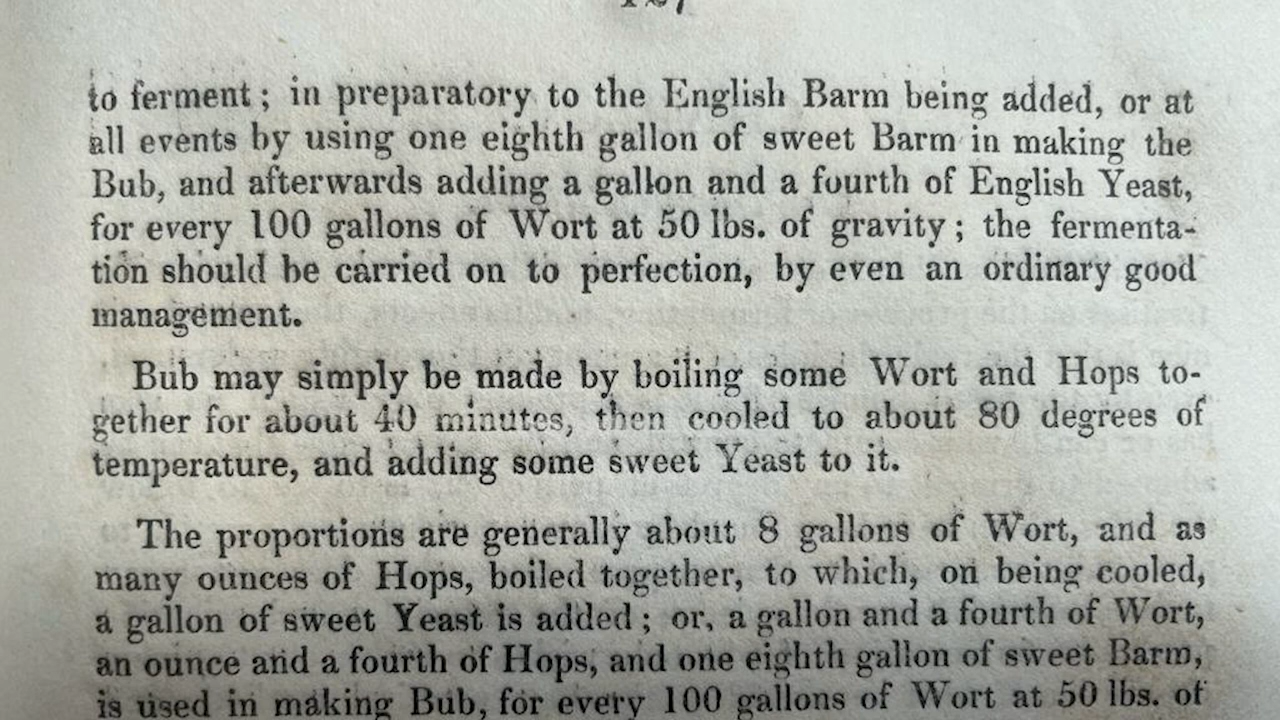 to ferment; in preparatory to the English Barm being added, or at
all events by using one eighth gallon of sweet Barm in making the
Bub, and afterwards adding a gallon and a fourth of English Yeast,
for every 100 gallons of Wort at 50 lbs. of gravity; the fermenta-
tion should be carried on to perfection, by even an ordinary good
management.
Bub may simply be made by boiling some Wort and Hops to-
gether for about 40 minutes, then cooled to about 80 degrees of
temperature, and adding some sweet Yeast to it.
The proportions are generally about 8 gallons of Wort, and as
many ounces of Hops, boiled together, to which, on being cooled,
a gallon of sweet Yeast is added; or, a gallon and a fourth of Wort,
an ounce and a fourth of Hops, and one eighth gallon of sweet Barm,
is used in making Bub, for every 100 gallons of Wort at 50 lbs. of